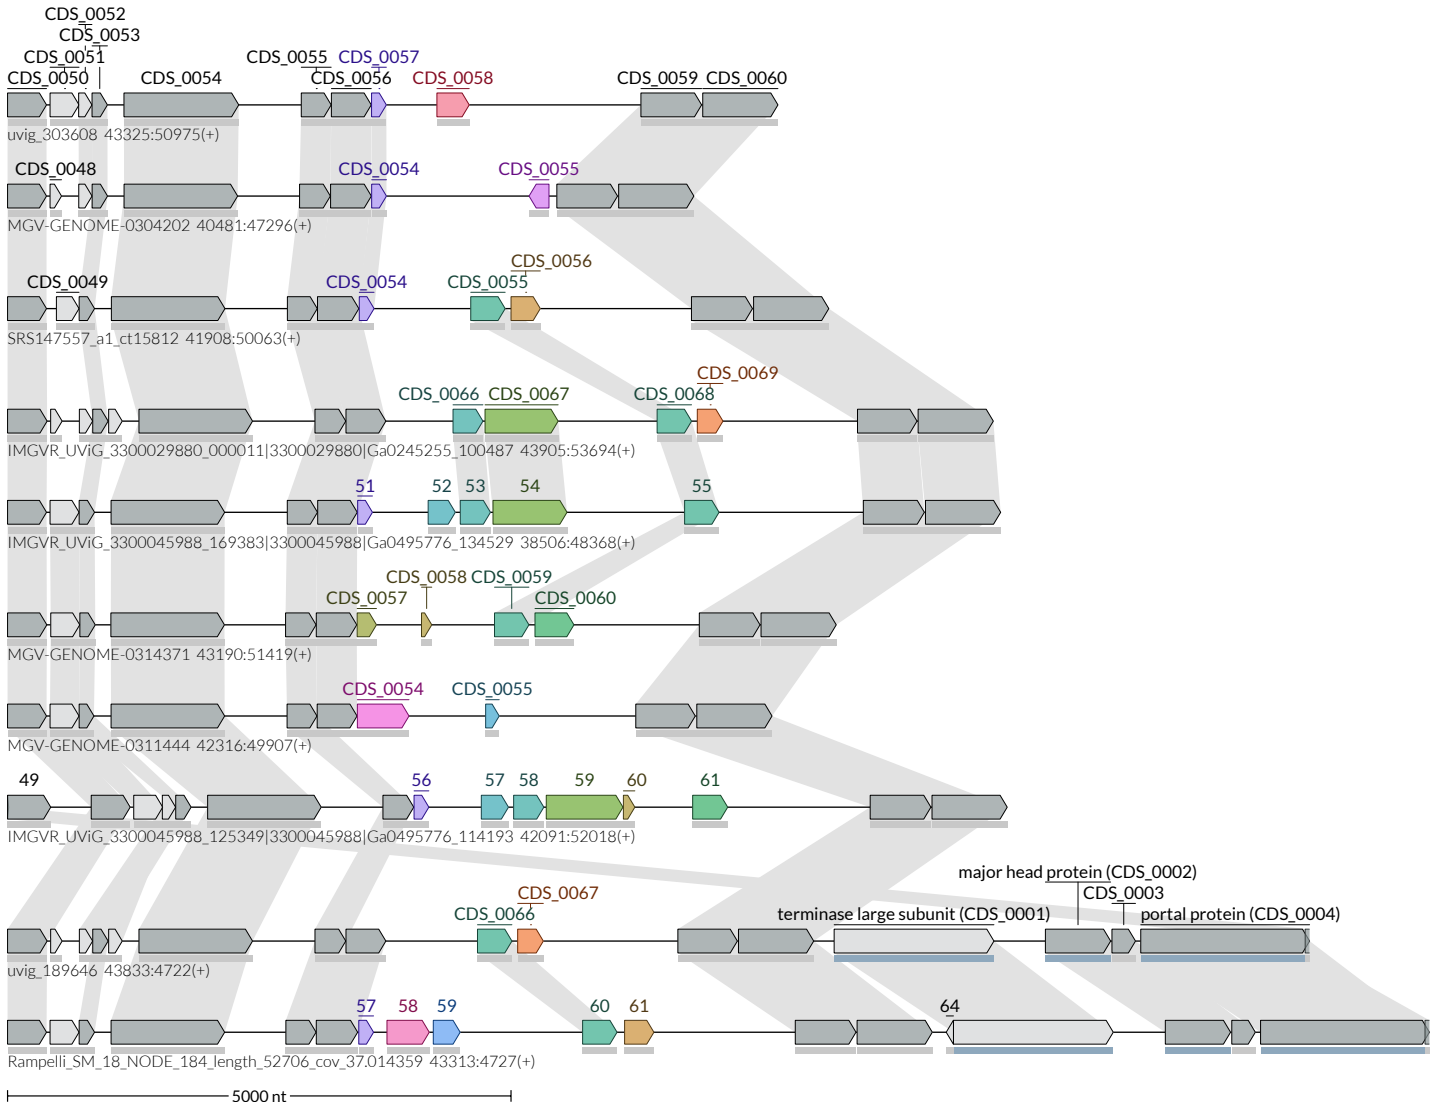 CDS_0052
CDS_0053
CDS_0051 CDS_0055 CDS_0057
CDS_0050 CDS_0054 CDS_0056 CDS_0058 CDS_0059 CDS_0060
uvig_303608 43325:50975(+)
CDS_0048 CDS_0054 CDS_0055
MGV-GENOME-0304202 40481:47296(+)
CDS_0056
CDS_0049 CDS_0054 CDS_0055
SRS147557_a1_ct15812 41908:50063(+)
CDS_0069
CDS_0066 CDS_0067 CDS_0068
IMGVR_UViG_3300029880_000011|3300029880|Ga0245255_100487 43905:53694(+)
51 52 53 54 55
IMGVR_UViG_3300045988_169383|3300045988|Ga0495776_134529 38506:48368(+)
CDS_0058 CDS_0059
CDS_0057 CDS_0060
MGV-GENOME-0314371 43190:51419(+)
CDS_0054 CDS_0055
MGV-GENOME-0311444 42316:49907(+)
49 56 57 58 59 60 61
IMGVR_UViG_3300045988_125349|3300045988|Ga0495776_114193 42091:52018(+)
major head protein (CDS_0002)
CDS_0067 CDS_0003
CDS_0066 terminase large subunit (CDS_0001) portal protein (CDS_0004)
uvig_189646 43833:4722(+)
57 58 59 60 61 64
Rampelli_SM_18_NODE_184_length_52706_cov_37.014359 43313:4727(+)
5000 nt